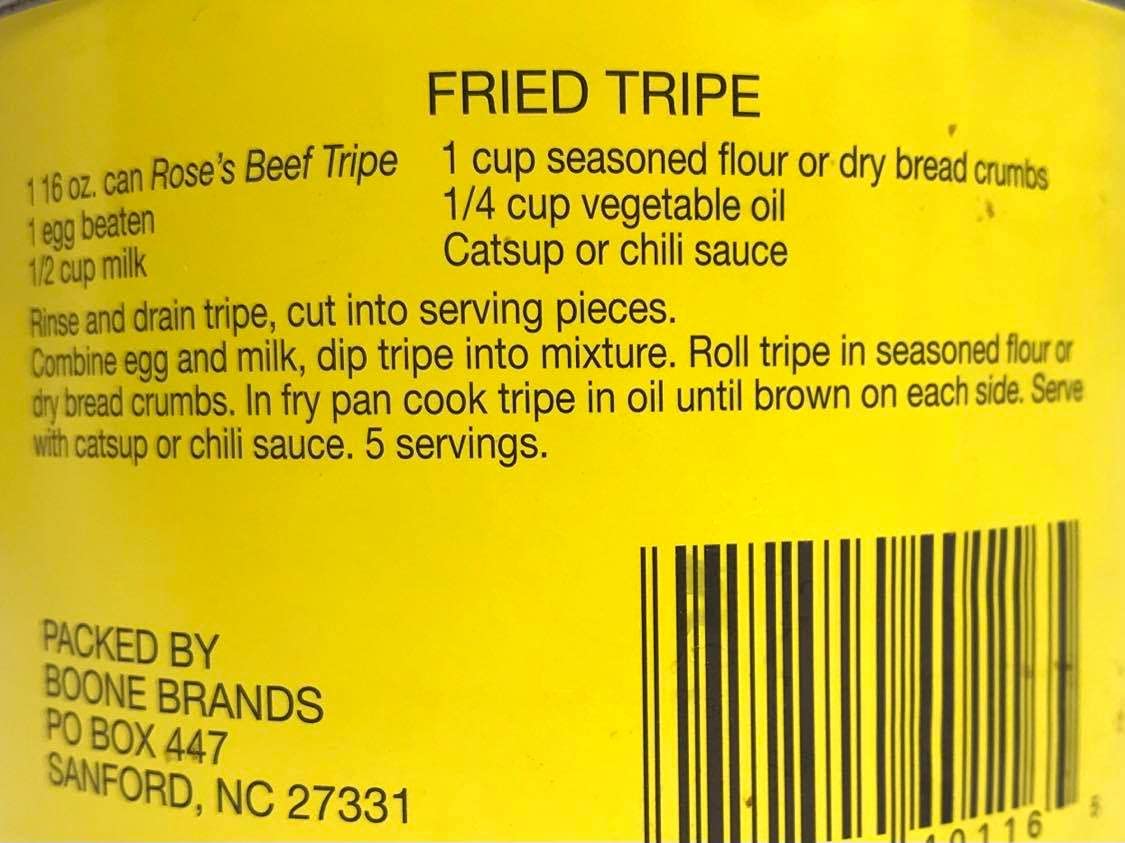 FRIED TRIPE
1 16 oz. can Rose's Beef Tripe
1 egg beaten
1/2 cup milk
1 cup seasoned flour or dry bread crumbs
1/4 cup vegetable oil
Catsup or chili sauce
Rinse and drain tripe, cut into serving pieces.
Combine egg and milk, dip tripe into mixture. Roll tripe in seasoned flour or
dry bread crumbs. In fry pan cook tripe in oil until brown on each side. Serve
with catsup or chili sauce. 5 servings.
PACKED BY
BOONE BRANDS
PO BOX 447
SANFORD, NC 27331
10116